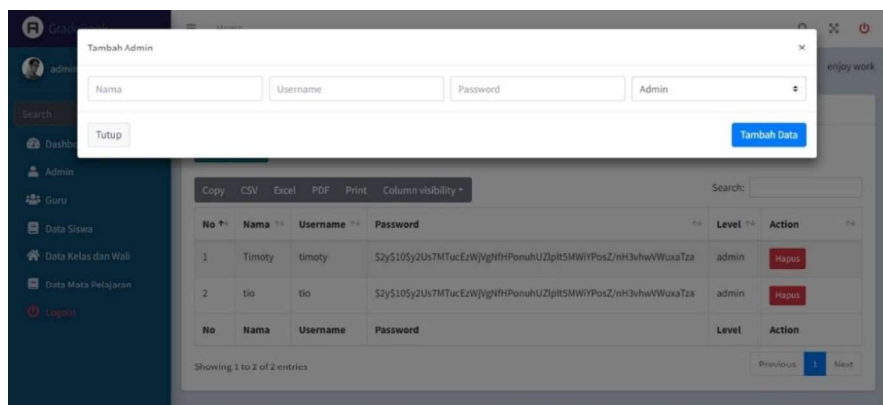 Tambah Admin
×
Nama
Username
Password
Admin
Tutup
Tambah Data
admin
enjoy work
Search
Dashbo
Admin
Guru
Data Siswa
Data Kelas dan Wali
Data Mata Pelajaran
Logout
Copy CSV Excel PDF Print Column visibility
Search:
No Nama Username Password Level Action
1 Timoty timoty $2y$10$y2Us7MTucEzWjVgNfHPonuhUZlplt5MWiYPosZ/nH3vhwVWuxaTza admin Hapus
2 tio tio $2y$10$y2Us7MTucEzWjVgNfHPonuhUZlplt5MWiYPosZ/nH3vhwVWuxaTza admin Hapus
No Nama Username Password Level Action
Showing 1 to 2 of 2 entries
Previous 1 Next